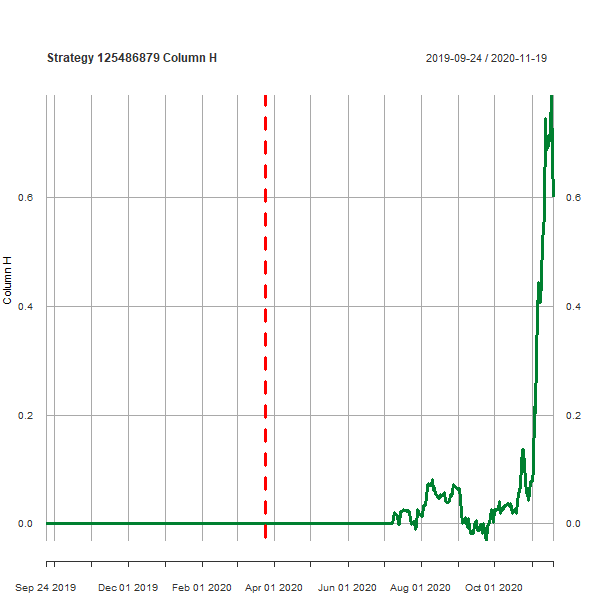 Strategy 125486879 Column H
2019-09-24 / 2020-11-19
Column H
0.6
0.6
0.4
0.4
0.2
0.2
0.0
0.0
Sep 24 2019
Dec 01 2019
Feb 01 2020
Apr 01 2020
Jun 01 2020
Aug 01 2020
Oct 01 2020